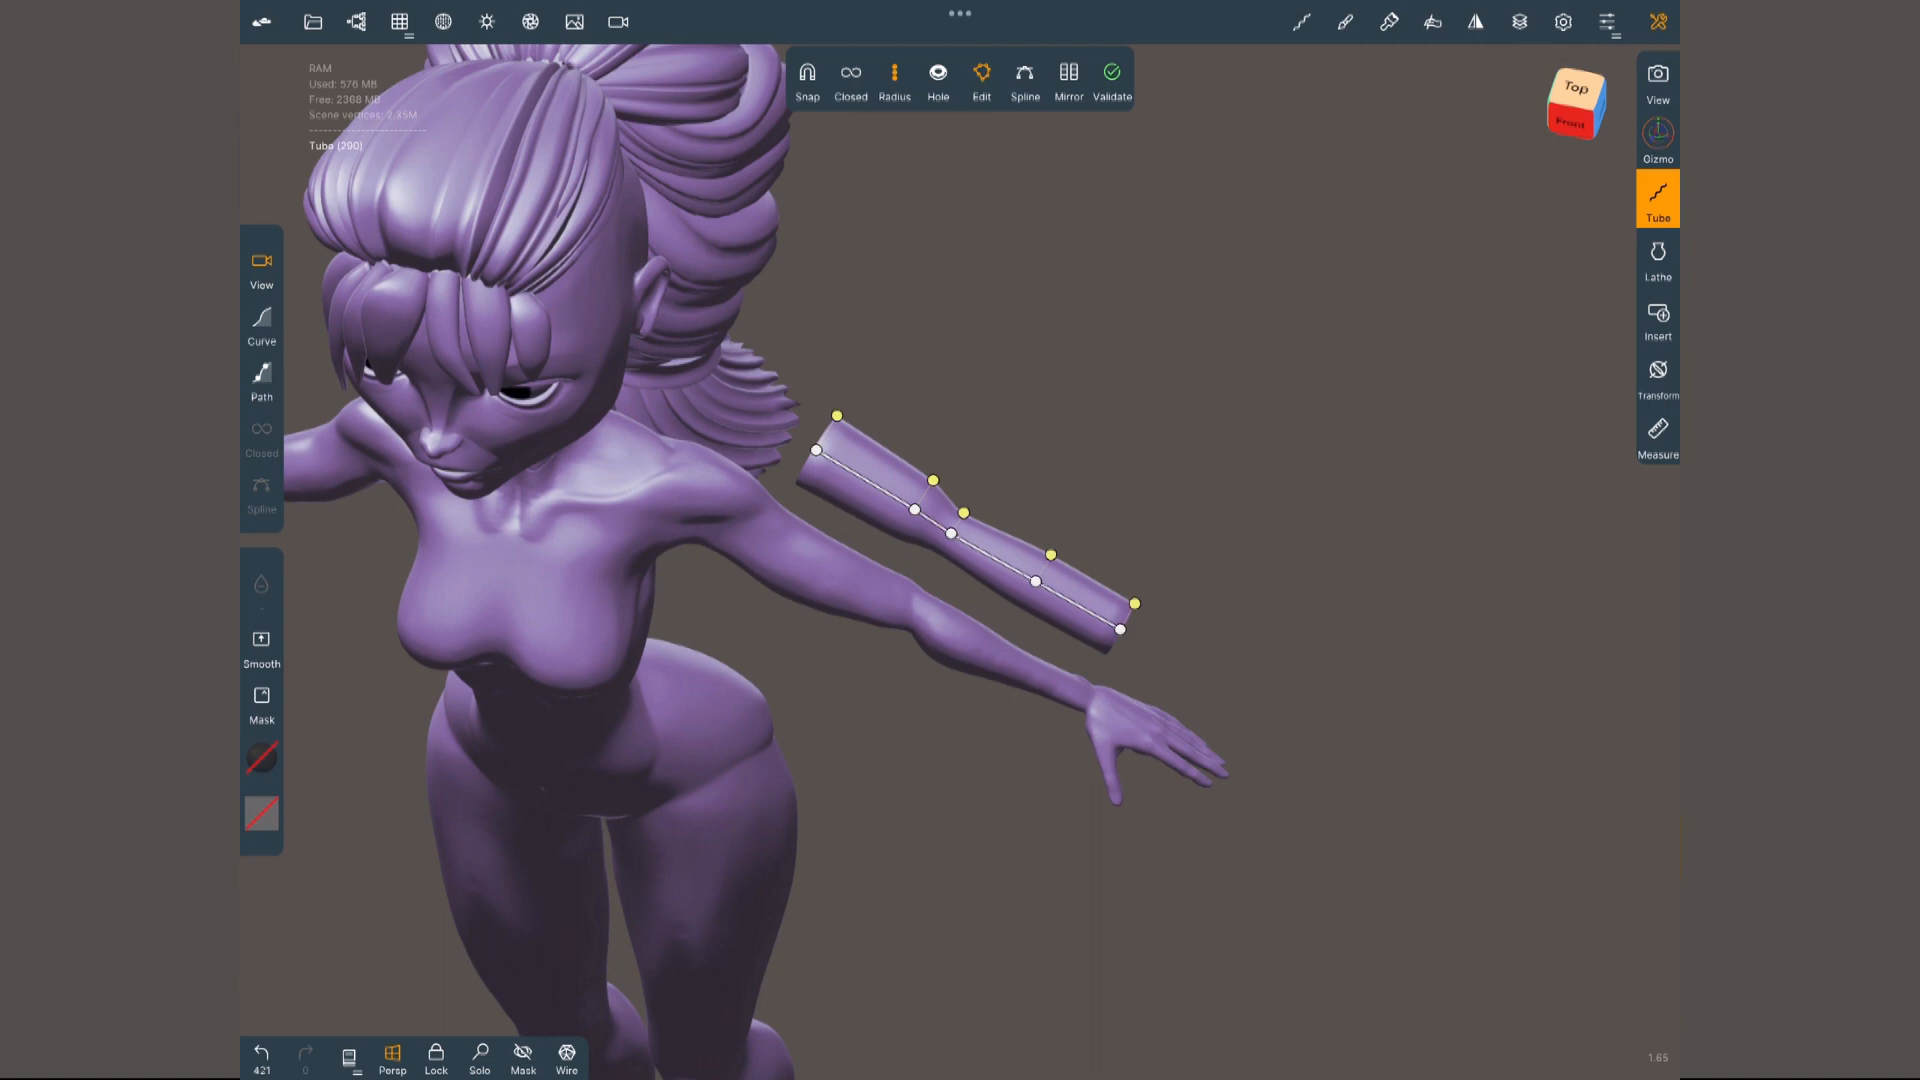 RAM
Used: 576 MB
Free: 2368 MB
Scene vertices: 2.35M
Tube (290)
Snap
Closed
Radius
Hole
Edit
Spline
Mirror
Validate
Top
Front
View
Gizmo
Tube
Lathe
Insert
Transform
Measure
View
Curve
Path
Closed
Spline
Smooth
Mask
421
0
Persp
Lock
Solo
Mask
Wire
1.65